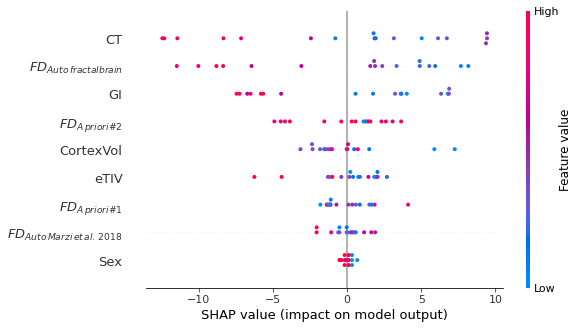 High
CT
FD_Auto fractalbrain
GI
FD_A priori#2
CortexVol
eTIV
FD_A priori#1
FD_Auto Marzi et al. 2018
Sex
Feature value
Low
−10 −5 0 5 10
SHAP value (impact on model output)